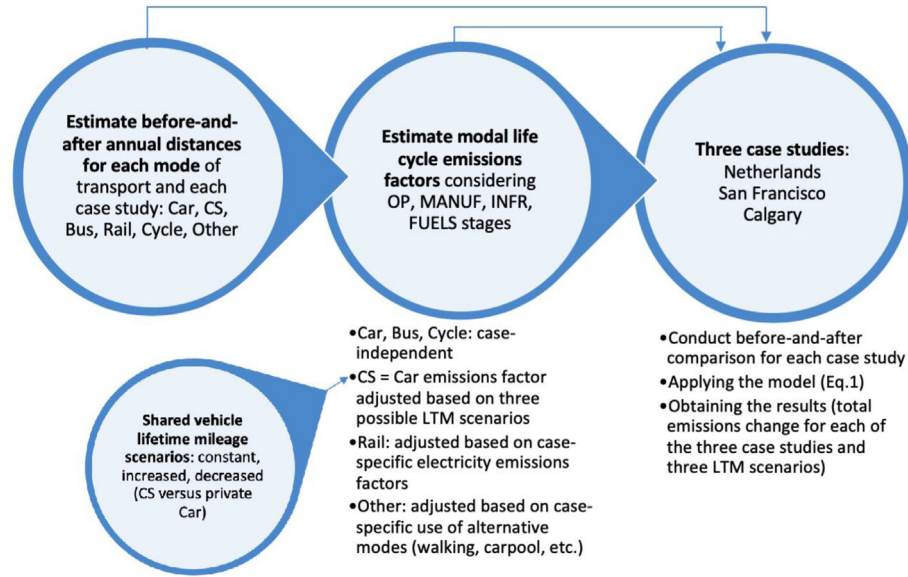 Estimate before-and-
after annual distances
for each mode of
transport and each
case study: Car, CS,
Bus, Rail, Cycle, Other
Estimate modal life
cycle emissions
factors considering
OP, MANUF, INFR,
FUELS stages
Three case studies:
Netherlands
San Francisco
Calgary
Shared vehicle
lifetime mileage
scenarios: constant,
increased, decreased
(CS versus private
Car)
•Car, Bus, Cycle: case-
independent
•CS = Car emissions factor
adjusted based on three
possible LTM scenarios
•Rail: adjusted based on case-
specific electricity emissions
factors
•Other: adjusted based on case-
specific use of alternative
modes (walking, carpool, etc.)
•Conduct before-and-after
comparison for each case study
•Applying the model (Eq.1)
•Obtaining the results (total
emissions change for each of
the three case studies and
three LTM scenarios)